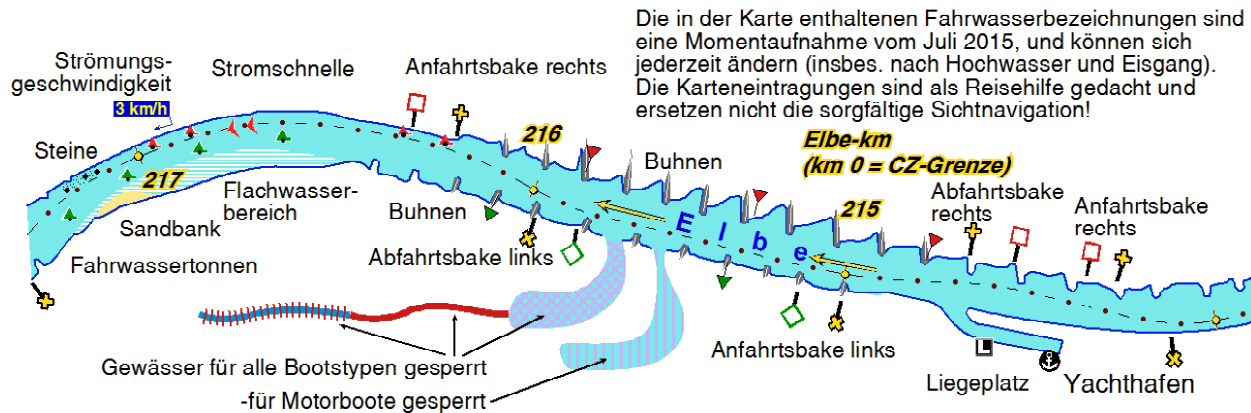 Die in der Karte enthaltenen Fahrwasserbezeichnungen sind
eine Momentaufnahme vom Juli 2015, und können sich
jederzeit ändern (insbes. nach Hochwasser und Eisgang).
Die Karteneintragungen sind als Reisehilfe gedacht und
ersetzen nicht die sorgfältige Sichtnavigation!
Strömungs-
geschwindigkeit
3 km/h
Stromschnelle
Anfahrtsbake rechts
Steine
217
216
Buhnen
Elbe-km
(km 0 = CZ-Grenze)
Flachwasser-
bereich
Sandbank
Buhnen
Elbe
215
Abfahrtsbake
rechts
Anfahrtsbake
rechts
Fahrwassertonnen
Abfahrtsbake links
Anfahrtsbake links
Gewässer für alle Bootstypen gesperrt
-für Motorboote gesperrt
Liegeplatz
Yachthafen